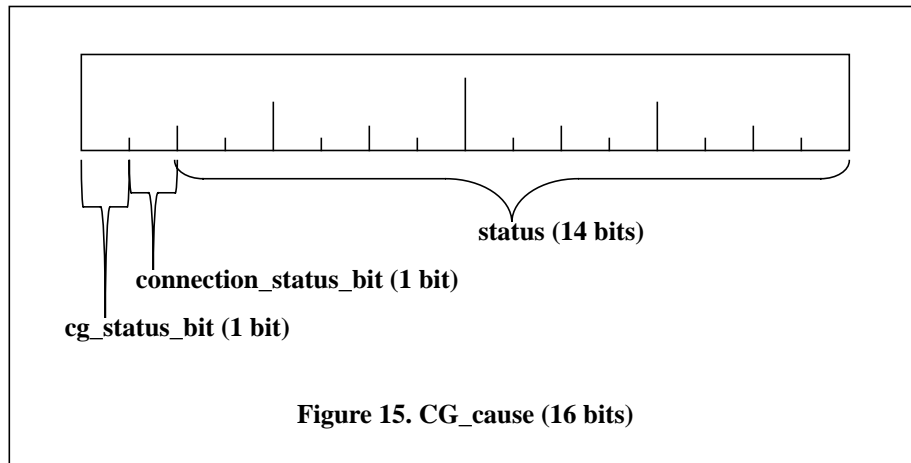 status (14 bits)
connection_status_bit (1 bit)
cg_status_bit (1 bit)
Figure 15. CG_cause (16 bits)